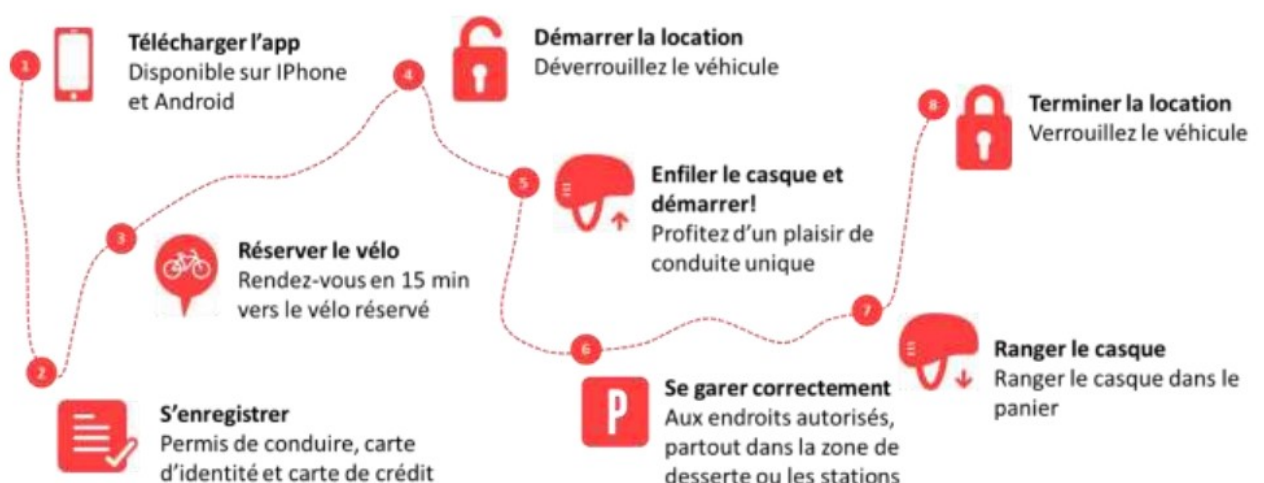 1
Télécharger l'app
Disponible sur IPhone
et Android
2
S'enregistrer
Permis de conduire, carte
d'identité et carte de crédit
3
Réserver le vélo
Rendez-vous en 15 min
vers le vélo réservé
4
Démarrer la location
Déverrouillez le véhicule
5
Enfiler le casque et
démarrer!
Profitez d'un plaisir de
conduite unique
6
P
Se garer correctement
Aux endroits autorisés,
partout dans la zone de
desserte ou les stations
7
Ranger le casque
Ranger le casque dans le
panier
8
Terminer la location
Verrouillez le véhicule